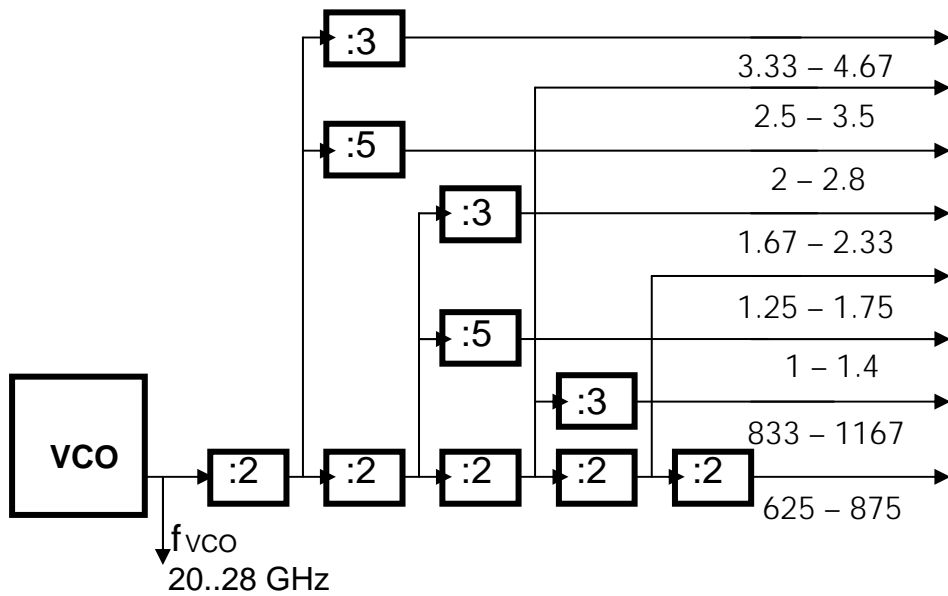 :3
3.33 – 4.67
2.5 – 3.5
:5
2 – 2.8
:3
1.67 – 2.33
1.25 – 1.75
:5
1 – 1.4
:3
833 – 1167
VCO
:2
:2
:2
:2
:2
625 – 875
fVCO
20..28 GHz